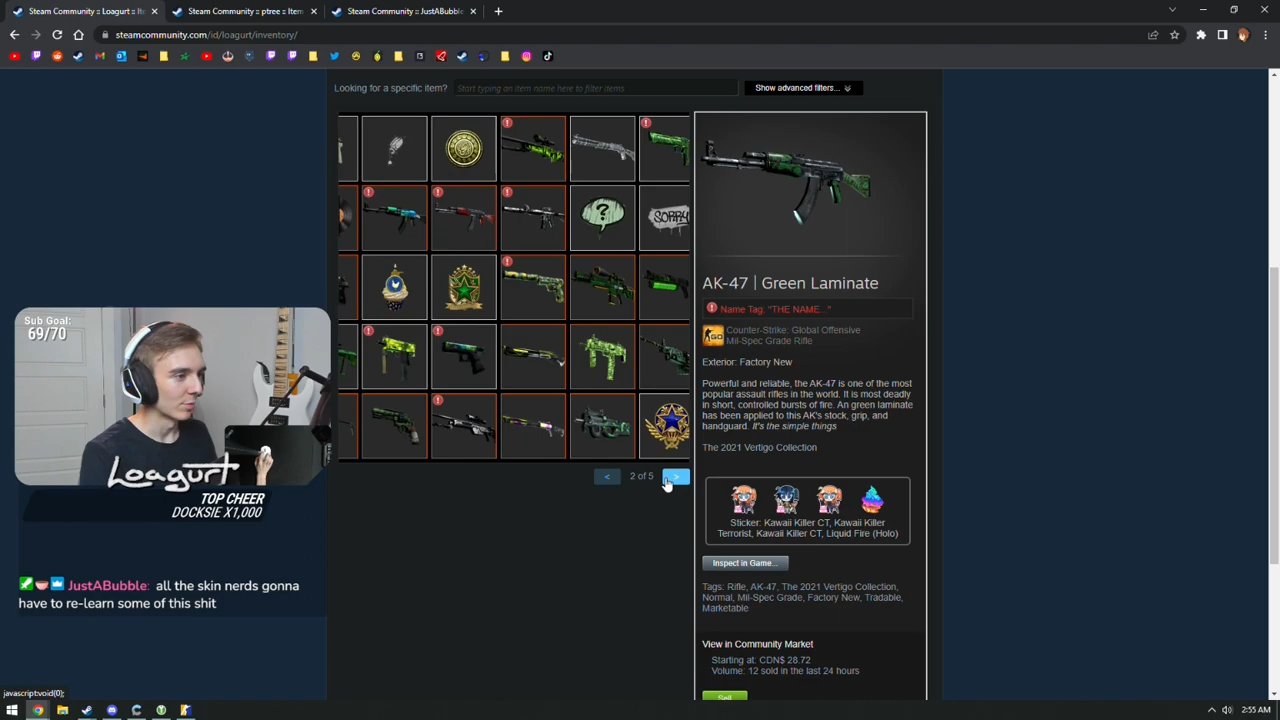 Steam Community :: Loagurt :: It
Steam Community :: ptree :: Item
Steam Community :: JustABubble
steamcommunity.com/id/loagurt/inventory/
Looking for a specific item?
Start typing an item name here to filter items
Show advanced filters...
?
SORRY
AK-47 | Green Laminate
Name Tag: "THE NAME..."
Counter-Strike: Global Offensive
Mil-Spec Grade Rifle
Exterior: Factory New
Powerful and reliable, the AK-47 is one of the most
popular assault rifles in the world. It is most deadly
in short, controlled bursts of fire. An green laminate
has been applied to this AK's stock, grip, and
handguard. It's the simple things
The 2021 Vertigo Collection
< 2 of 5 >
Sticker: Kawaii Killer CT, Kawaii Killer
Terrorist, Kawaii Killer CT, Liquid Fire (Holo)
Inspect in Game...
Tags: Rifle, AK-47, The 2021 Vertigo Collection,
Normal, Mil-Spec Grade, Factory New, Tradable,
Marketable
View in Community Market
Starting at: CDN$ 28.72
Volume: 12 sold in the last 24 hours
Sell
Sub Goal:
69/70
Loagurt
TOP CHEER
DOCKSIE X1,000
JustABubble: all the skin nerds gonna
have to re-learn some of this shit
javascript:void(0);
2:55 AM